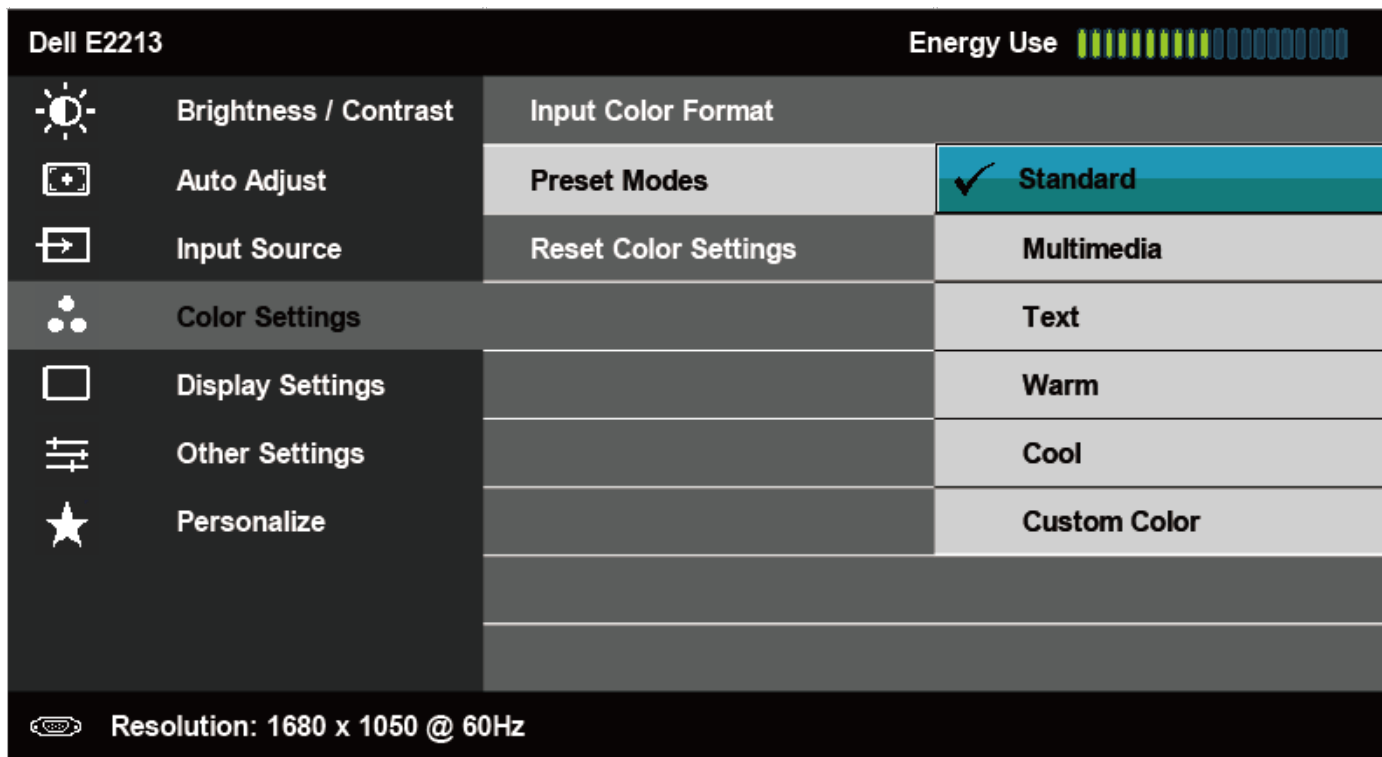 Dell E2213 Energy Use
Brightness / Contrast Input Color Format
Auto Adjust Preset Modes Standard
Input Source Reset Color Settings Multimedia
Color Settings Text
Display Settings Warm
Other Settings Cool
Personalize Custom Color
Resolution: 1680 x 1050 @ 60Hz